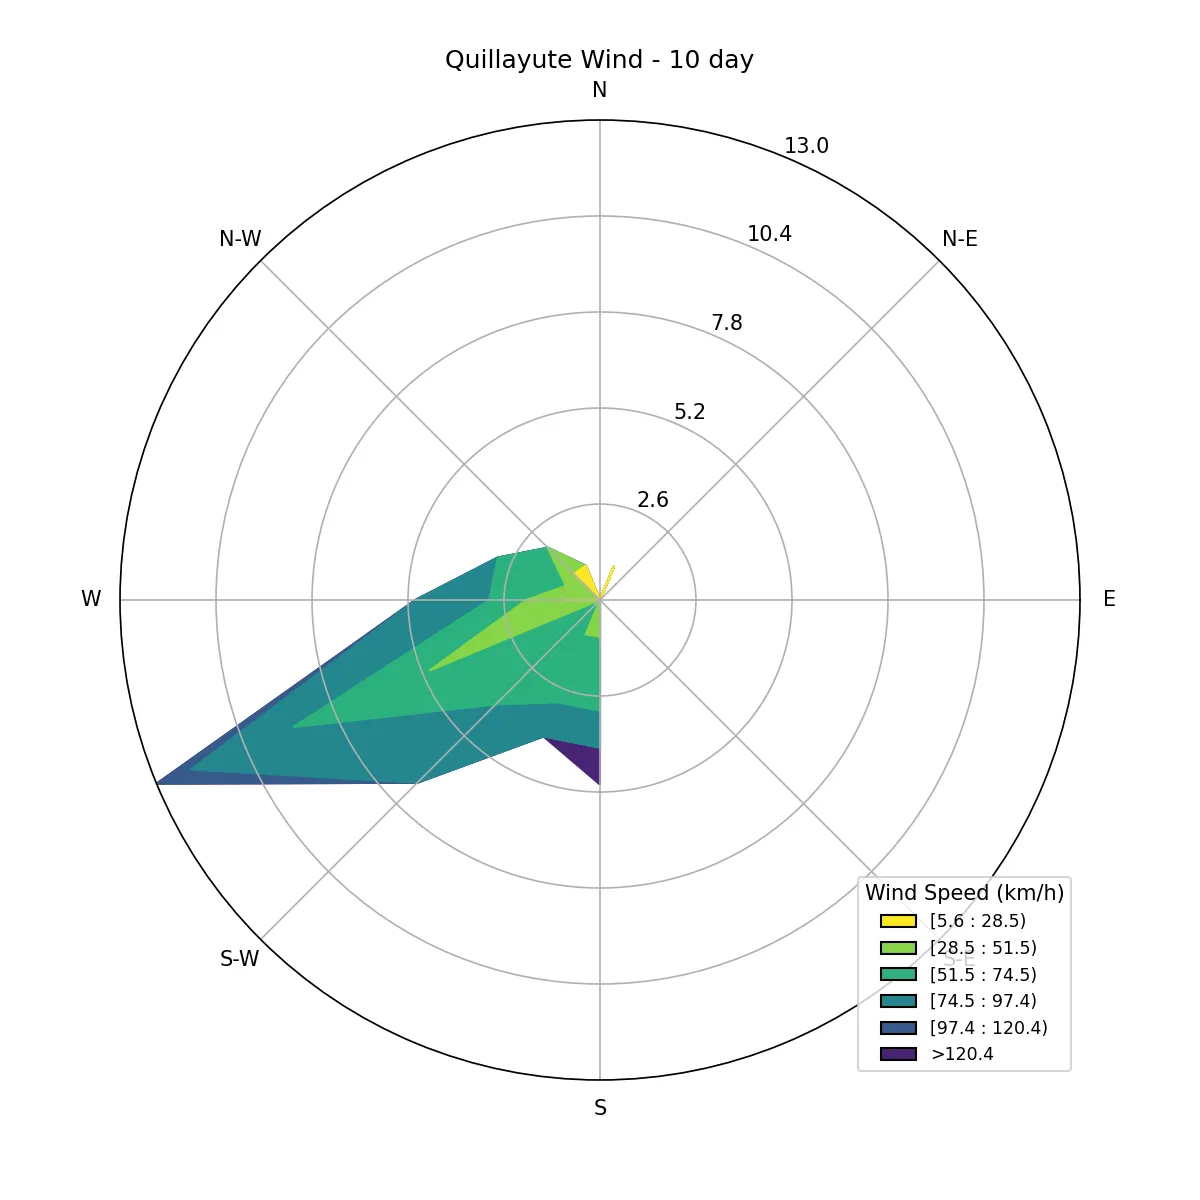 Quillayute Wind - 10 day
N
13.0
N-W
10.4
N-E
7.8
5.2
2.6
W
E
S-W
S-E
S
Wind Speed (km/h)
[5.6 : 28.5)
[28.5 : 51.5)
[51.5 : 74.5)
[74.5 : 97.4)
[97.4 : 120.4)
>120.4